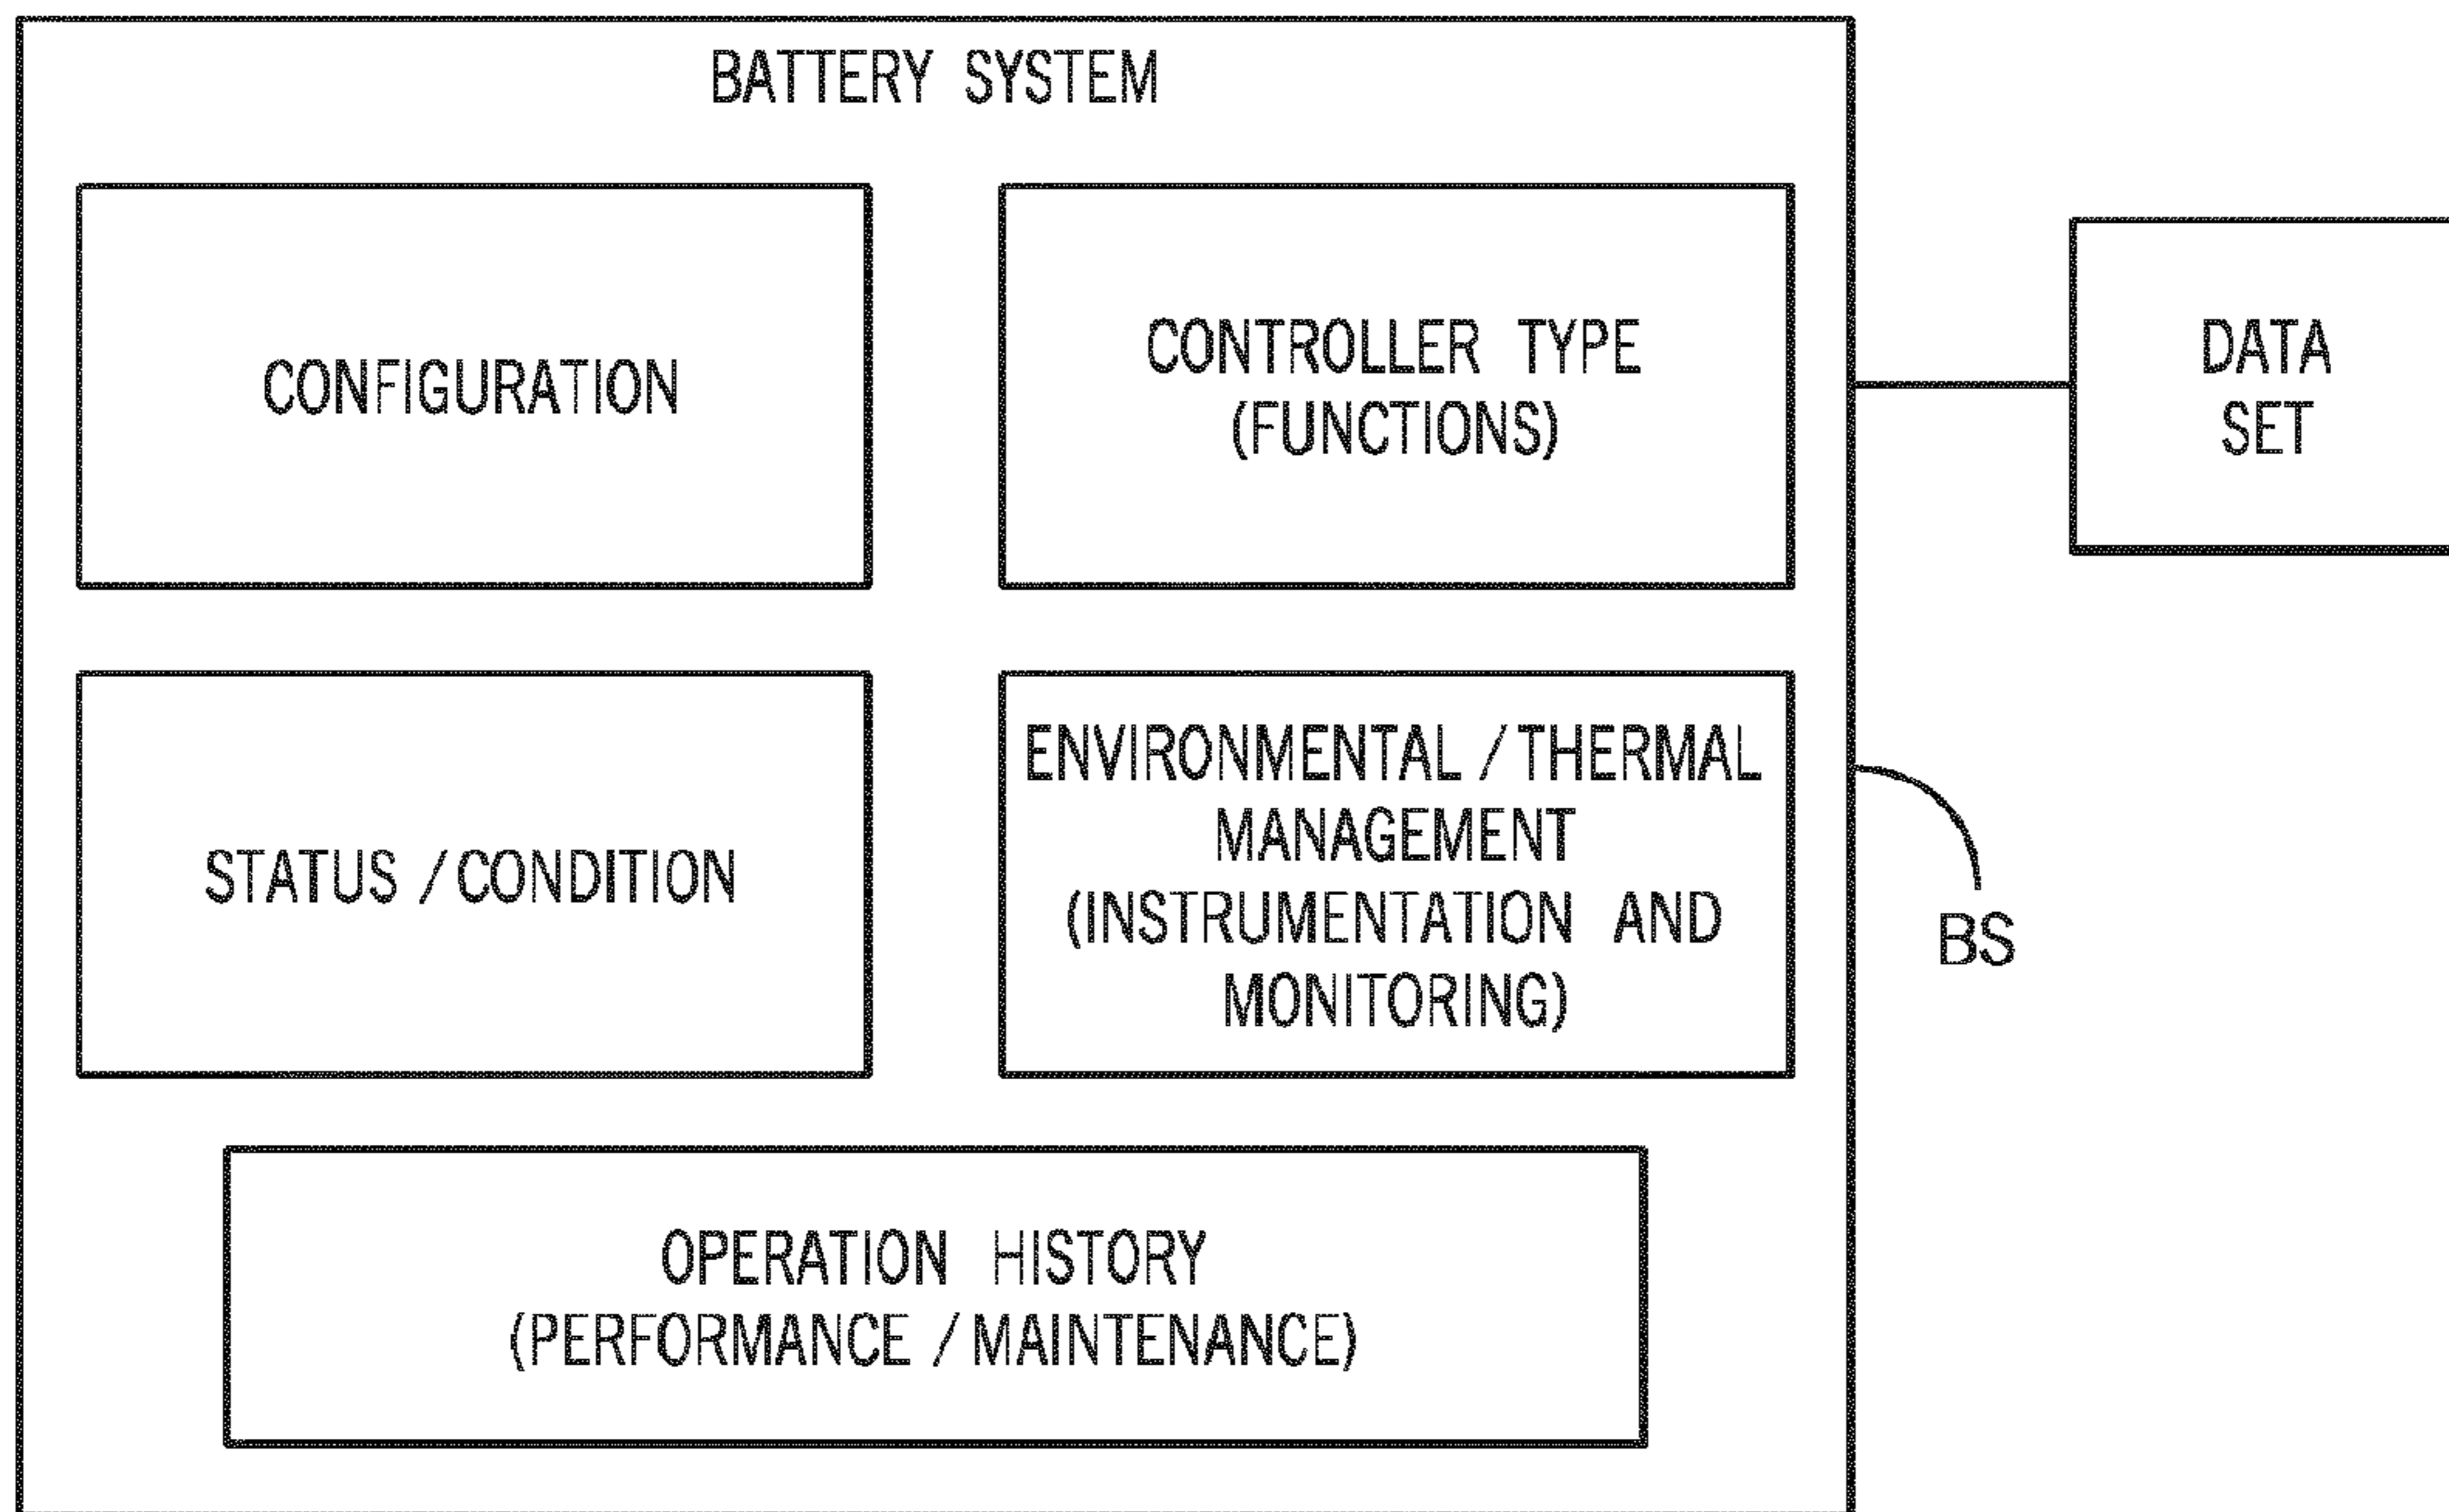 BATTERY SYSTEM
CONFIGURATION
CONTROLLER TYPE
(FUNCTIONS)
DATA
SET
STATUS / CONDITION
ENVIRONMENTAL / THERMAL
MANAGEMENT
(INSTRUMENTATION AND
MONITORING)
BS
OPERATION HISTORY
(PERFORMANCE / MAINTENANCE)